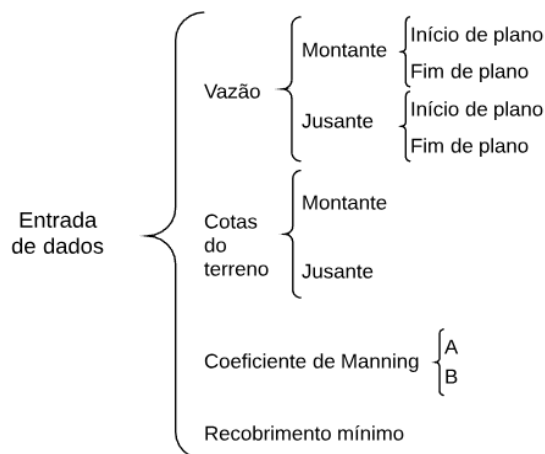 Entrada
de dados
Vazão
Montante
Início de plano
Fim de plano
Jusante
Início de plano
Fim de plano
Cotas
do
terreno
Montante
Jusante
Coeficiente de Manning
A
B
Recobrimento mínimo